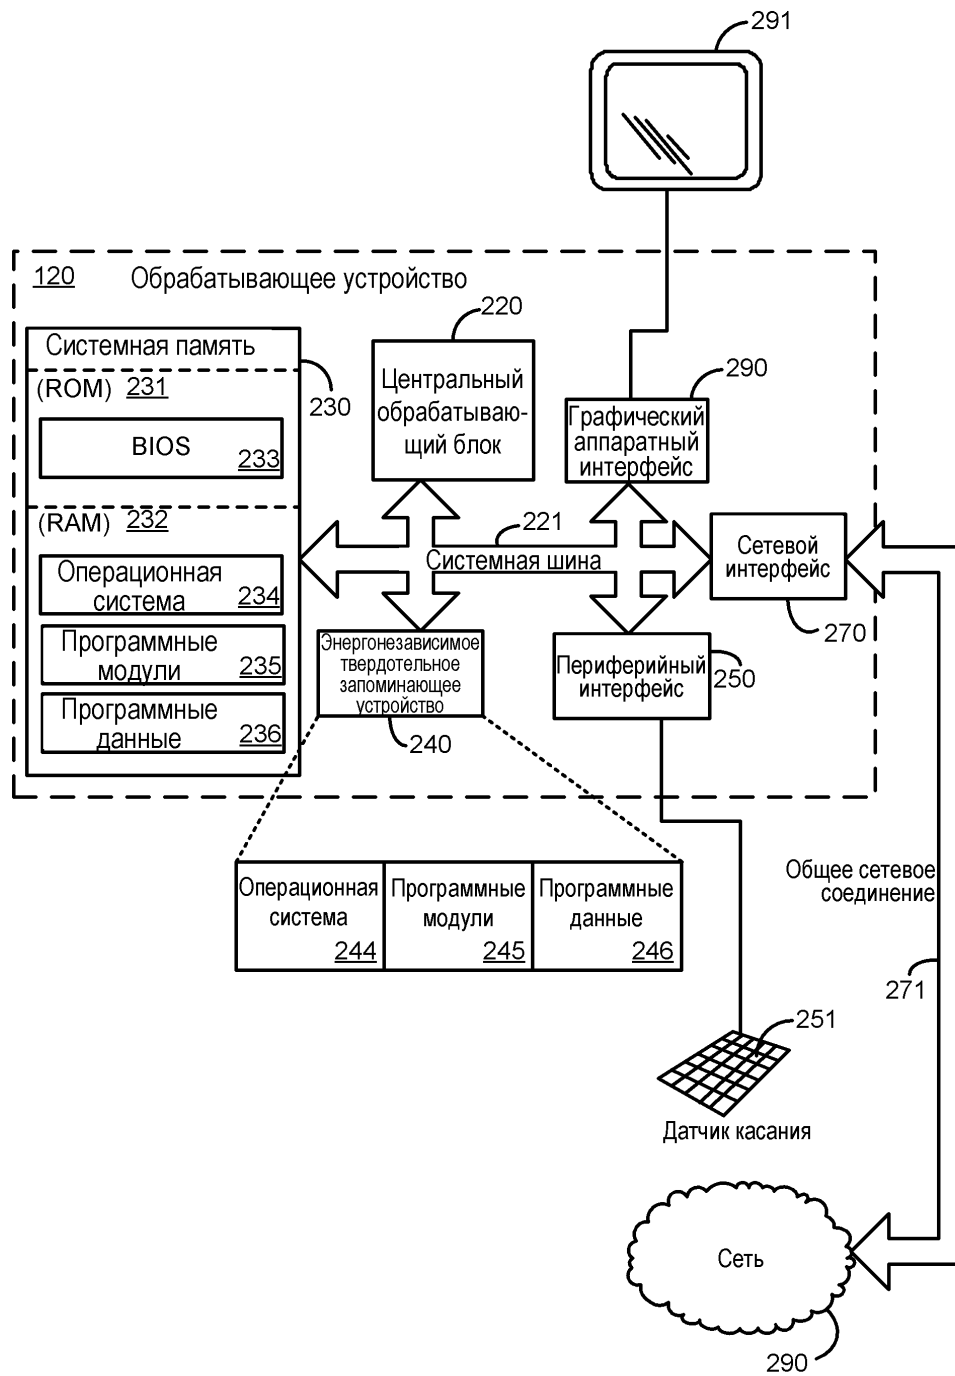 291
120 Обрабатывающее устройство
220
Системная память
230
(ROM) 231
BIOS
233
(RAM) 232
Операционная
система
234
Программные
модули
235
Программные
данные
236
Центральный
обрабатываю-
щий блок
290
Графический
аппаратный
интерфейс
221
Системная шина
Сетевой
интерфейс
270
Энергонезависимое
твердотельное
запоминающее
устройство
240
Периферийный
интерфейс
250
Операционная
система
244
Программные
модули
245
Программные
данные
246
Общее сетевое
соединение
271
251
Датчик касания
Сеть
290